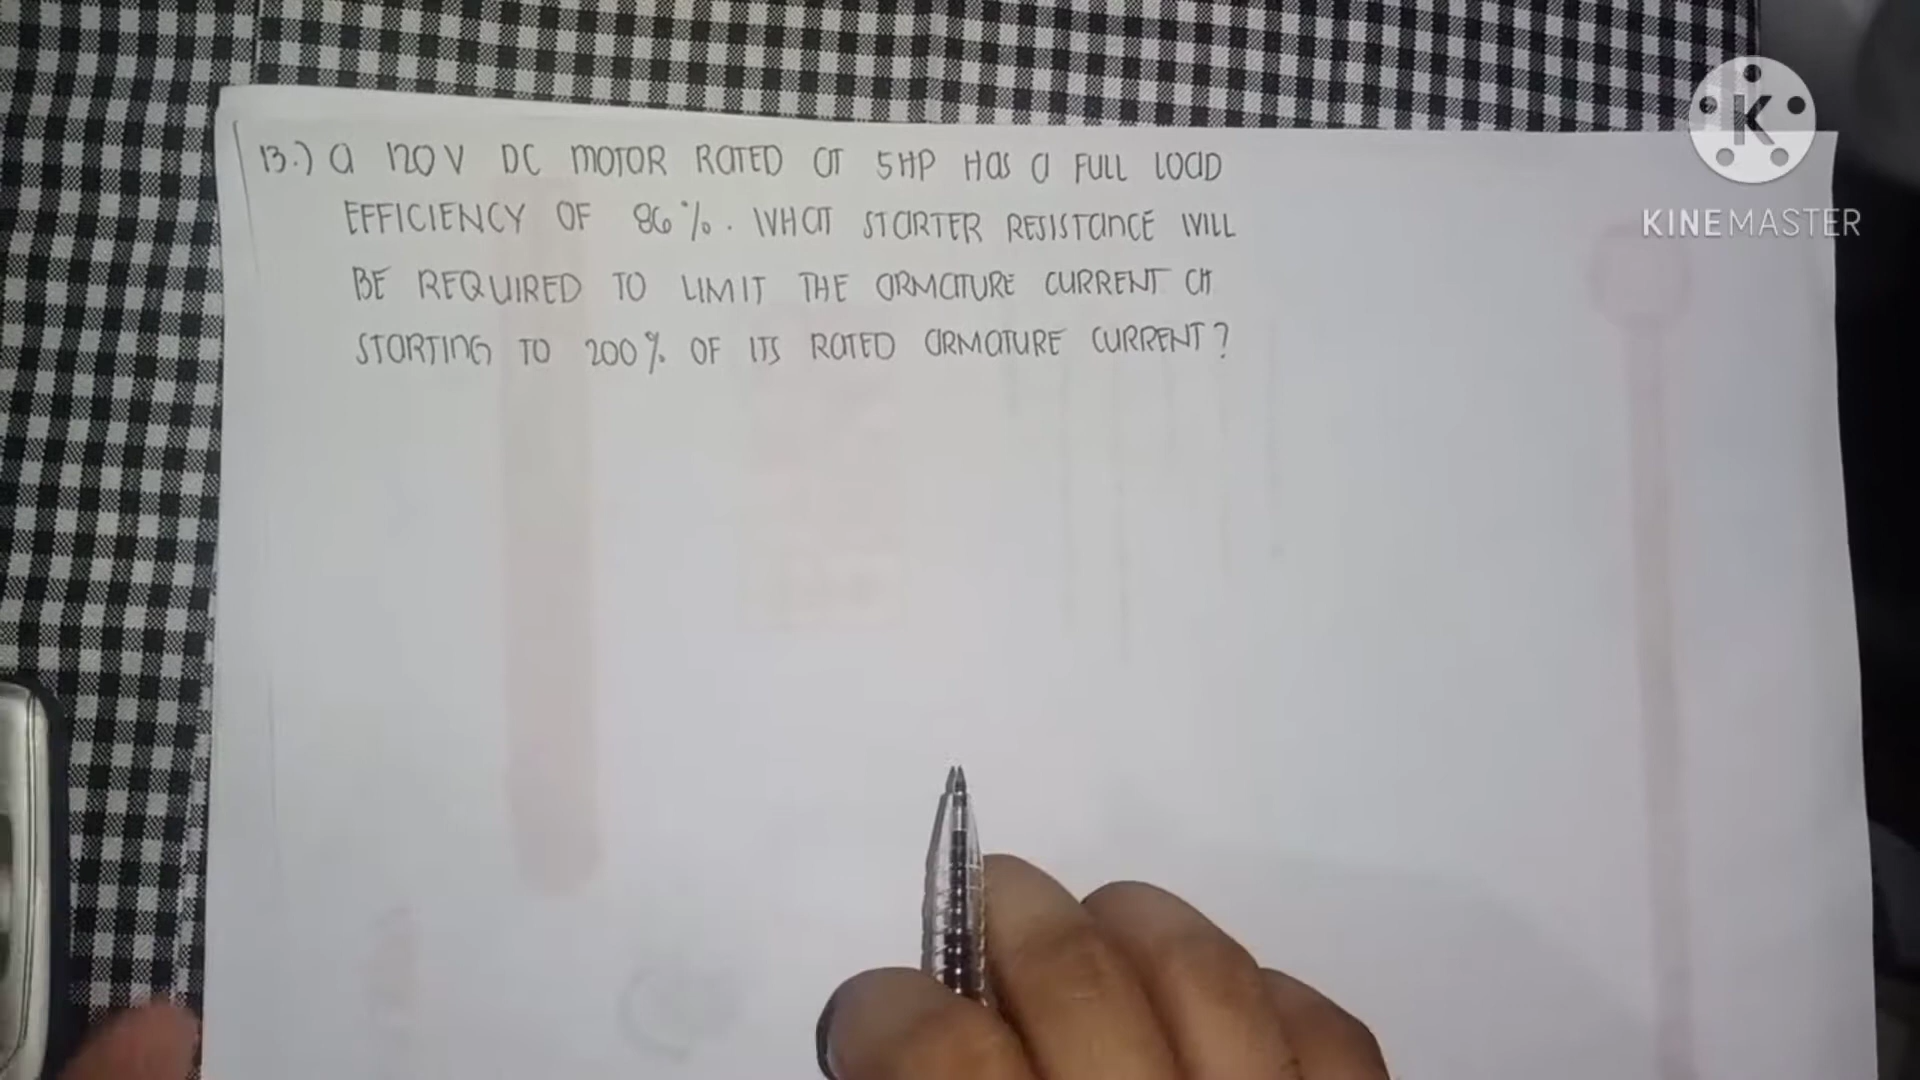 13.) A 120V DC MOTOR RATED AT 5HP HAS A FULL LOAD
EFFICIENCY OF 86%. WHAT STARTER RESISTANCE WILL
BE REQUIRED TO LIMIT THE ARMATURE CURRENT AT
STARTING TO 200% OF ITS RATED ARMATURE CURRENT?
K
KINEMASTER